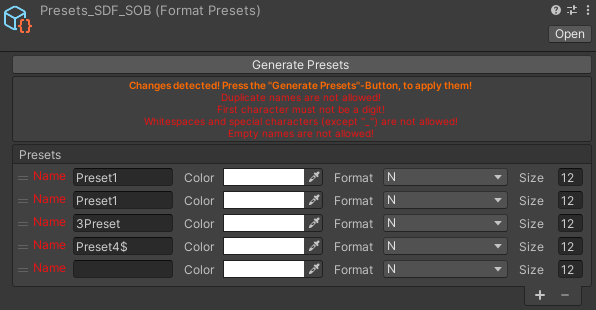 Presets_SDF_SOB (Format Presets)
Open
Generate Presets
Changes detected! Press the "Generate Presets"-Button, to apply them!
Duplicate names are not allowed!
First character must not be a digit!
Whitespaces and special characters (except "_") are not allowed!
Empty names are not allowed!
Presets
Name Preset1 Color Format N Size 12
Name Preset1 Color Format N Size 12
Name 3Preset Color Format N Size 12
Name Preset4$ Color Format N Size 12
Name Color Format N Size 12